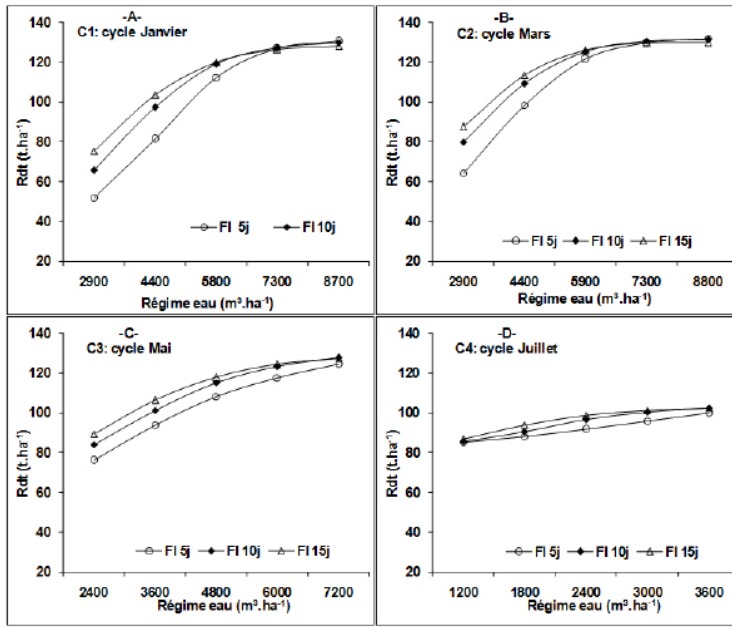 -A-
C1: cycle Janvier
140
120
100
80
60
40
20
Rdt (t.ha⁻¹)
FI 5j FI 10j
2900 4400 5800 7300 8700
Régime eau (m³.ha⁻¹)
-B-
C2: cycle Mars
140
120
100
80
60
40
20
Rdt (t.ha⁻¹)
FI 5j FI 10j FI 15j
2900 4400 5900 7300 8800
Régime eau (m³.ha⁻¹)
-C-
C3: cycle Mai
140
120
100
80
60
40
20
Rdt (t.ha⁻¹)
FI 5j FI 10j FI 15j
2400 3600 4800 6000 7200
Régime eau (m³.ha⁻¹)
-D-
C4: cycle Juillet
140
120
100
80
60
40
20
Rdt (t.ha⁻¹)
FI 5j FI 10j FI 15j
1200 1800 2400 3000 3600
Régime eau (m³.ha⁻¹)